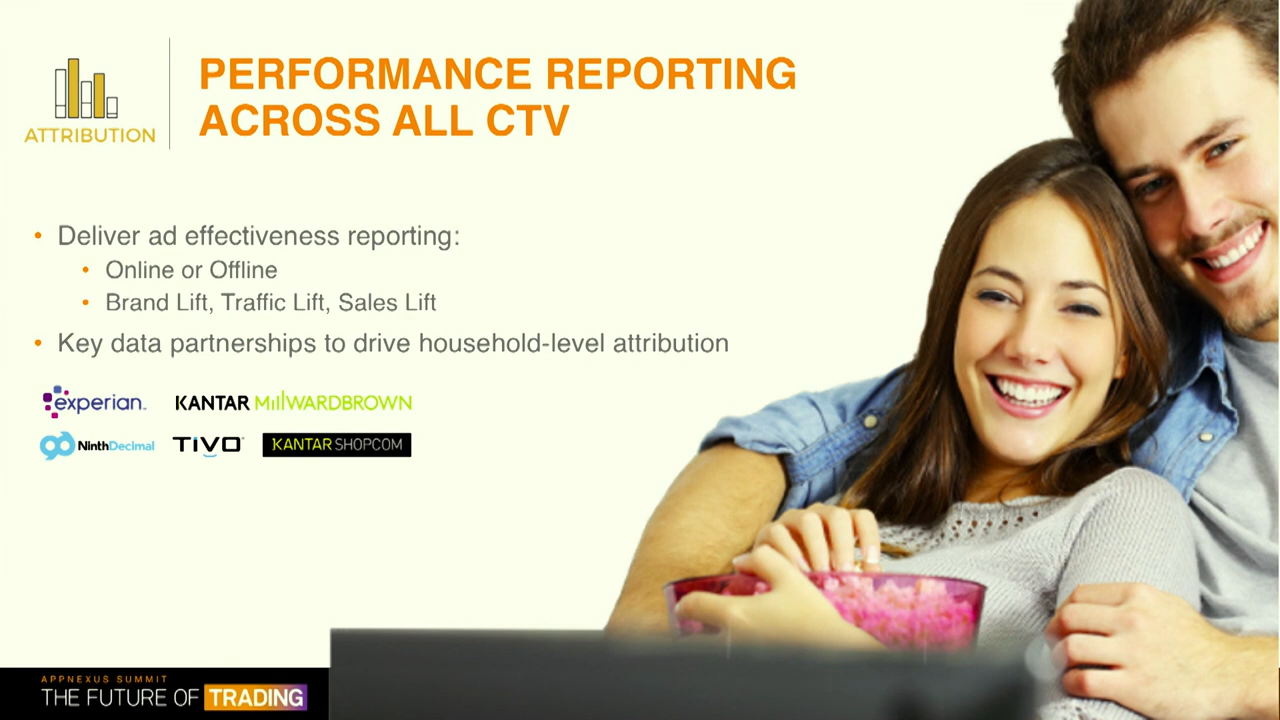 ATTRIBUTION
PERFORMANCE REPORTING
ACROSS ALL CTV
• Deliver ad effectiveness reporting:
• Online or Offline
• Brand Lift, Traffic Lift, Sales Lift
• Key data partnerships to drive household-level attribution
experian™ KANTAR MillWARDBROWN
NinthDecimal TiVO KANTAR SHOPCOM
APPNEXUS SUMMIT
THE FUTURE OF TRADING